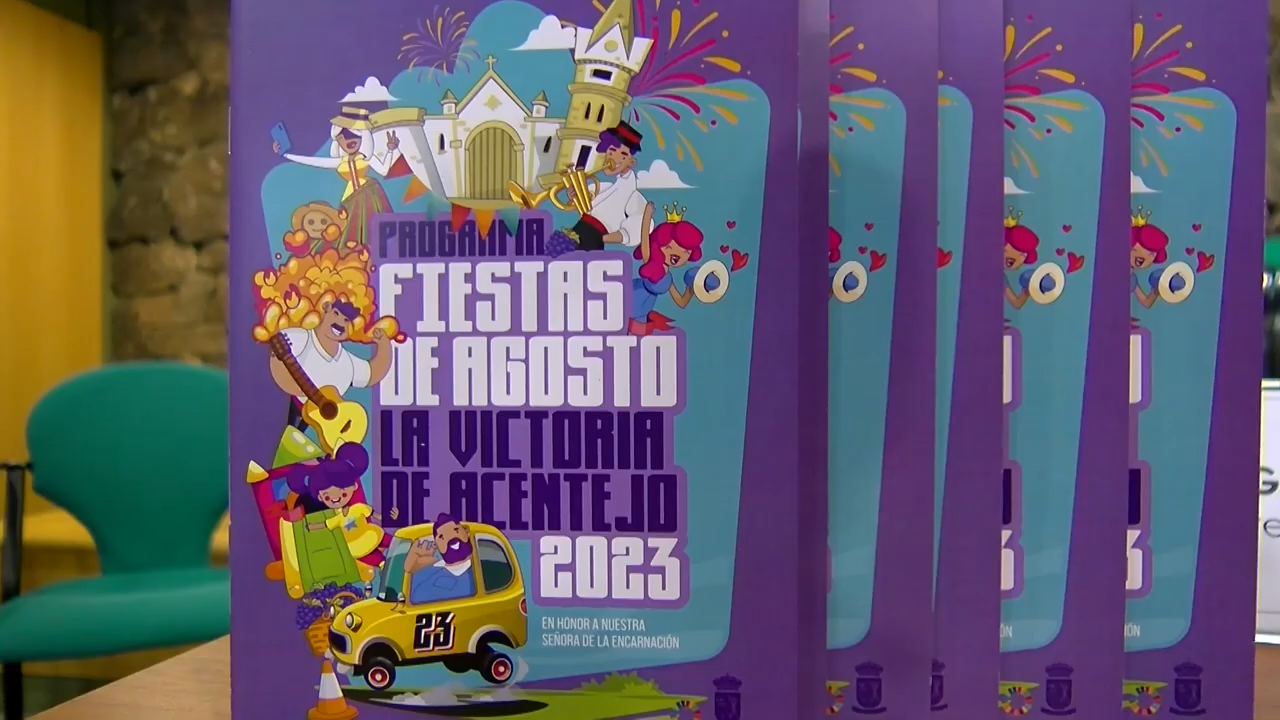 PROGRAMA
FIESTAS
DE AGOSTO
LA VICTORIA
DE ACENTEJO
2023
EN HONOR A NUESTRA
SEÑORA DE LA ENCARNACIÓN
23